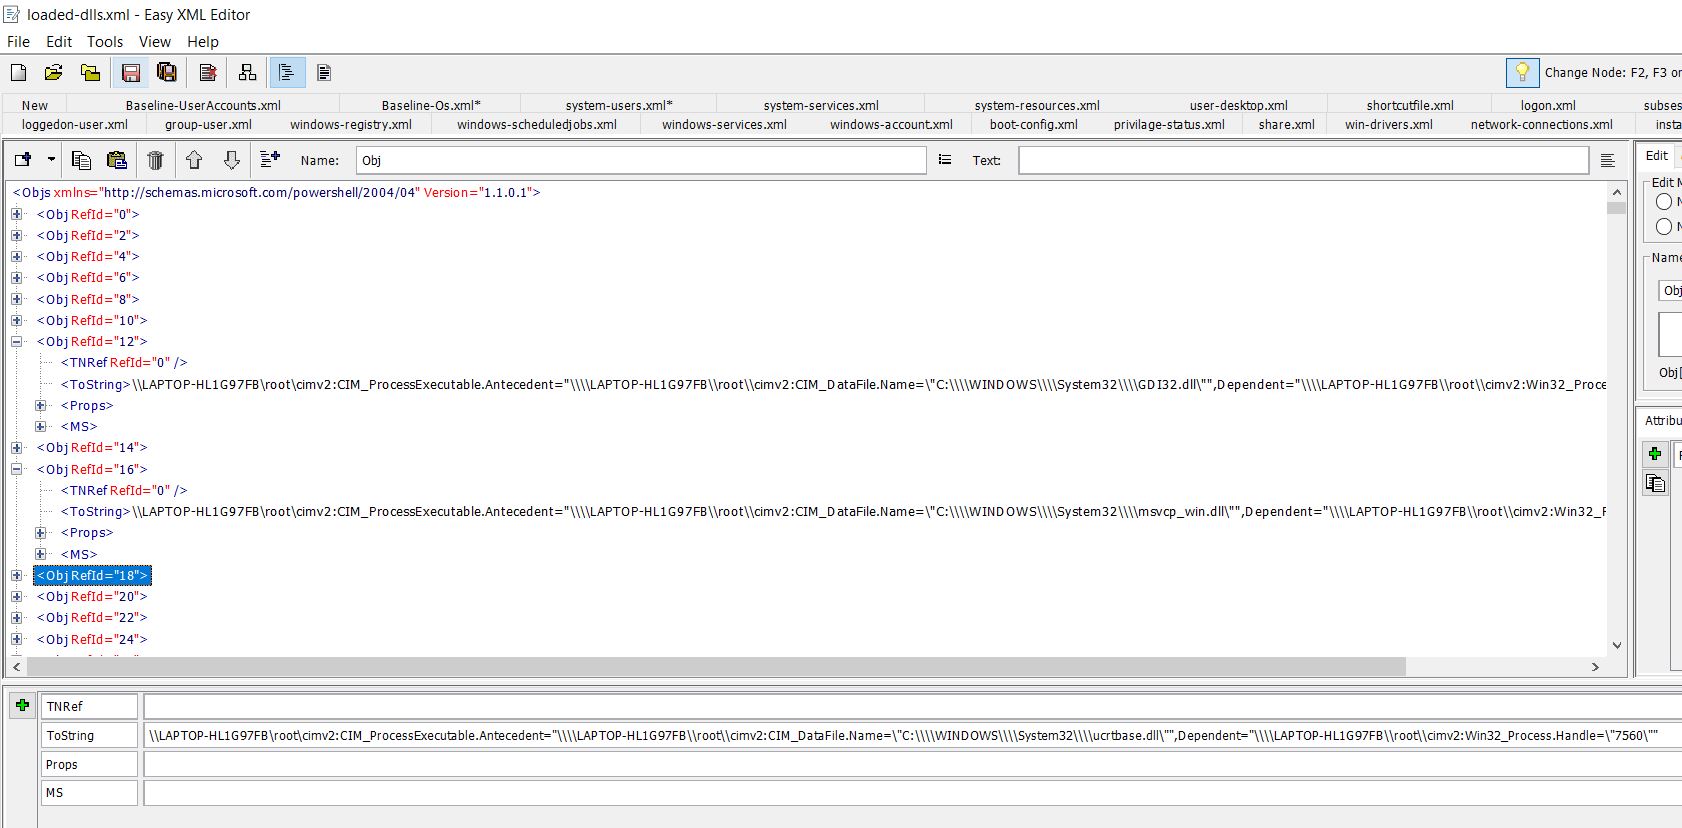 loaded-dlls.xml - Easy XML Editor
File Edit Tools View Help
Change Node: F2, F3 or
New Baseline-UserAccounts.xml Baseline-Os.xml* system-users.xml* system-services.xml system-resources.xml user-desktop.xml shortcutfile.xml logon.xml subses
loggedon-user.xml group-user.xml windows-registry.xml windows-scheduledjobs.xml windows-services.xml windows-account.xml boot-config.xml privilage-status.xml share.xml win-drivers.xml network-connections.xml insta
Name: Obj Text: Edit
<Objs xmlns="http://schemas.microsoft.com/powershell/2004/04" Version="1.1.0.1">
Edit M
<Obj RefId="0">
N
<Obj RefId="2">
N
<Obj RefId="4">
Name
<Obj RefId="6">
<Obj RefId="8">
Obj
<Obj RefId="10">
<Obj RefId="12">
<TNRef RefId="0" />
Obj[
<ToString>\\LAPTOP-HL1G97FB\root\cimv2:CIM_ProcessExecutable.Antecedent="\\\\LAPTOP-HL1G97FB\\root\\cimv2:CIM_DataFile.Name=\"C:\\\\WINDOWS\\\\System32\\\\GDI32.dll\"",Dependent="\\\\LAPTOP-HL1G97FB\\root\\cimv2:Win32_Proce
<Props>
<MS>
Attribu
<Obj RefId="14">
<Obj RefId="16">
<TNRef RefId="0" />
<ToString>\\LAPTOP-HL1G97FB\root\cimv2:CIM_ProcessExecutable.Antecedent="\\\\LAPTOP-HL1G97FB\\root\\cimv2:CIM_DataFile.Name=\"C:\\\\WINDOWS\\\\System32\\\\msvcp_win.dll\"",Dependent="\\\\LAPTOP-HL1G97FB\\root\\cimv2:Win32_P
<Props>
<MS>
<Obj RefId="18">
<Obj RefId="20">
<Obj RefId="22">
<Obj RefId="24">
TNRef
ToString \\LAPTOP-HL1G97FB\root\cimv2:CIM_ProcessExecutable.Antecedent="\\\\LAPTOP-HL1G97FB\\root\\cimv2:CIM_DataFile.Name=\"C:\\\\WINDOWS\\\\System32\\\\ucrtbase.dll\"",Dependent="\\\\LAPTOP-HL1G97FB\\root\\cimv2:Win32_Process.Handle=\"7560\""
Props
MS